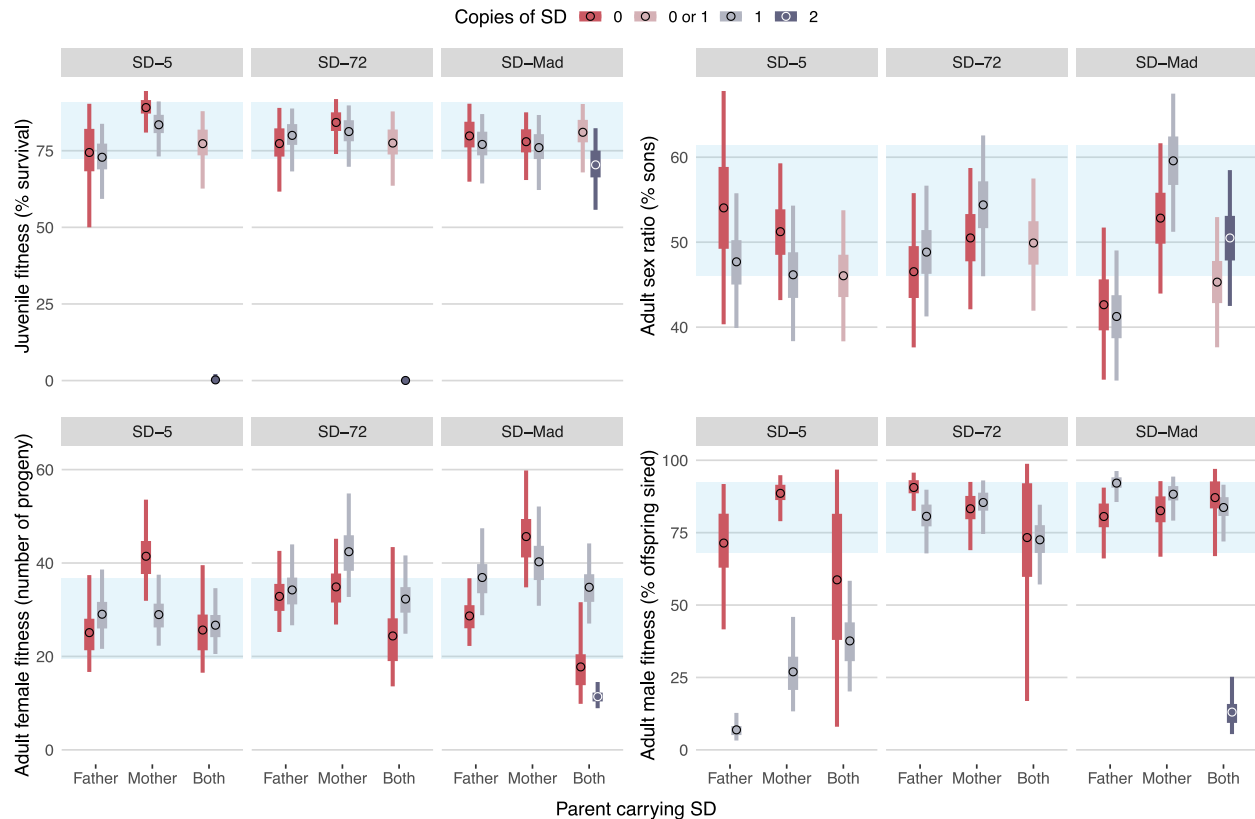 Copies of SD 0 0 or 1 1 2
SD−5 SD−72 SD−Mad
Juvenile fitness (% survival)
75
50
25
0
SD−5 SD−72 SD−Mad
Adult sex ratio (% sons)
60
50
40
SD−5 SD−72 SD−Mad
Adult female fitness (number of progeny)
60
40
20
0
Father Mother Both Father Mother Both Father Mother Both
SD−5 SD−72 SD−Mad
Adult male fitness (% offspring sired)
100
75
50
25
0
Father Mother Both Father Mother Both Father Mother Both
Parent carrying SD